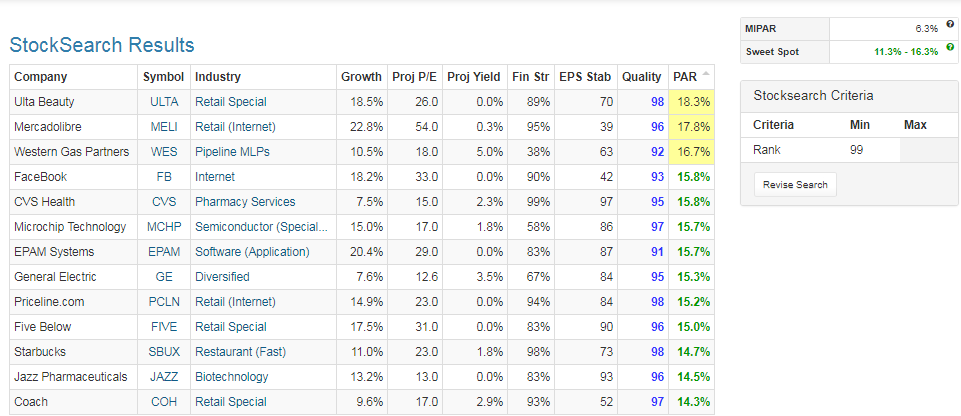 StockSearch Results
Company Symbol Industry Growth Proj P/E Proj Yield Fin Str EPS Stab Quality PAR
Ulta Beauty ULTA Retail Special 18.5% 26.0 0.0% 89% 70 98 18.3%
Mercadolibre MELI Retail (Internet) 22.8% 54.0 0.3% 95% 39 96 17.8%
Western Gas Partners WES Pipeline MLPs 10.5% 18.0 5.0% 38% 63 92 16.7%
FaceBook FB Internet 18.2% 33.0 0.0% 90% 42 93 15.8%
CVS Health CVS Pharmacy Services 7.5% 15.0 2.3% 99% 97 95 15.8%
Microchip Technology MCHP Semiconductor (Special... 15.0% 17.0 1.8% 58% 86 97 15.7%
EPAM Systems EPAM Software (Application) 20.4% 29.0 0.0% 83% 87 91 15.7%
General Electric GE Diversified 7.6% 12.6 3.5% 67% 84 95 15.3%
Priceline.com PCLN Retail (Internet) 14.9% 23.0 0.0% 94% 84 98 15.2%
Five Below FIVE Retail Special 17.5% 31.0 0.0% 83% 90 96 15.0%
Starbucks SBUX Restaurant (Fast) 11.0% 23.0 1.8% 98% 73 98 14.7%
Jazz Pharmaceuticals JAZZ Biotechnology 13.2% 13.0 0.0% 83% 93 96 14.5%
Coach COH Retail Special 9.6% 17.0 2.9% 93% 52 97 14.3%
MIPAR 6.3% ?
Sweet Spot 11.3% - 16.3% ?
Stocksearch Criteria
Criteria Min Max
Rank 99
Revise Search